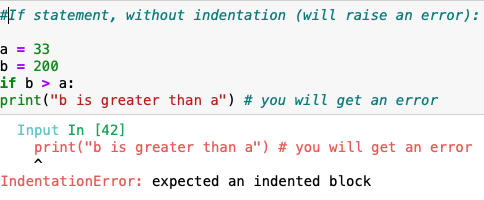 #If statement, without indentation (will raise an error):
a = 33
b = 200
if b > a:
print("b is greater than a") # you will get an error
Input In [42]
print("b is greater than a") # you will get an error
^
IndentationError: expected an indented block